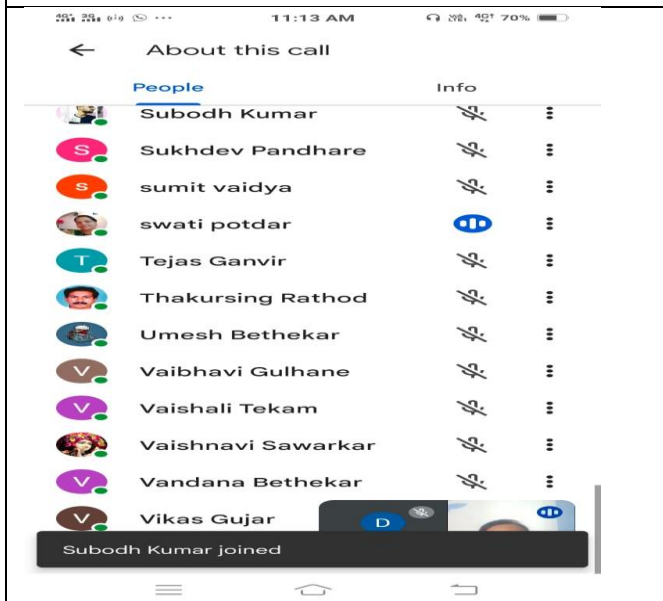 11:13 AM 70%
About this call
People Info
Subodh Kumar
S Sukhdev Pandhare
s sumit vaidya
swati potdar
T Tejas Ganvir
Thakursing Rathod
Umesh Bethekar
V Vaibhavi Gulhane
V Vaishali Tekam
Vaishnavi Sawarkar
V Vandana Bethekar
V Vikas Gujar D
Subodh Kumar joined